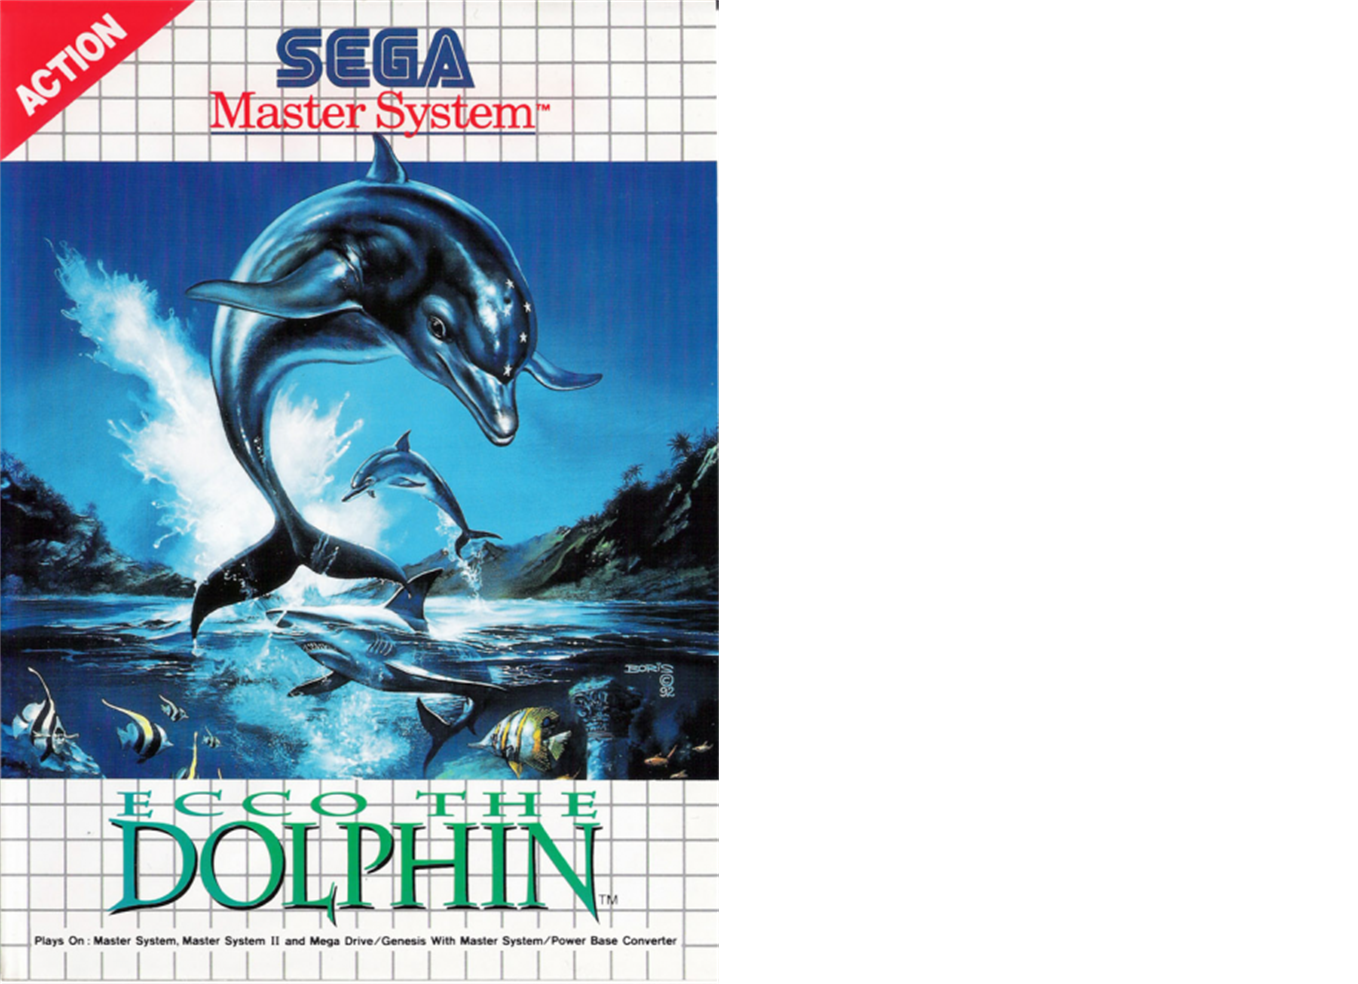 ACTION
SEGA
Master System™
BORIS
©
92
ECCO THE
DOLPHIN™
Plays On : Master System, Master System II and Mega Drive/Genesis With Master System/Power Base Converter